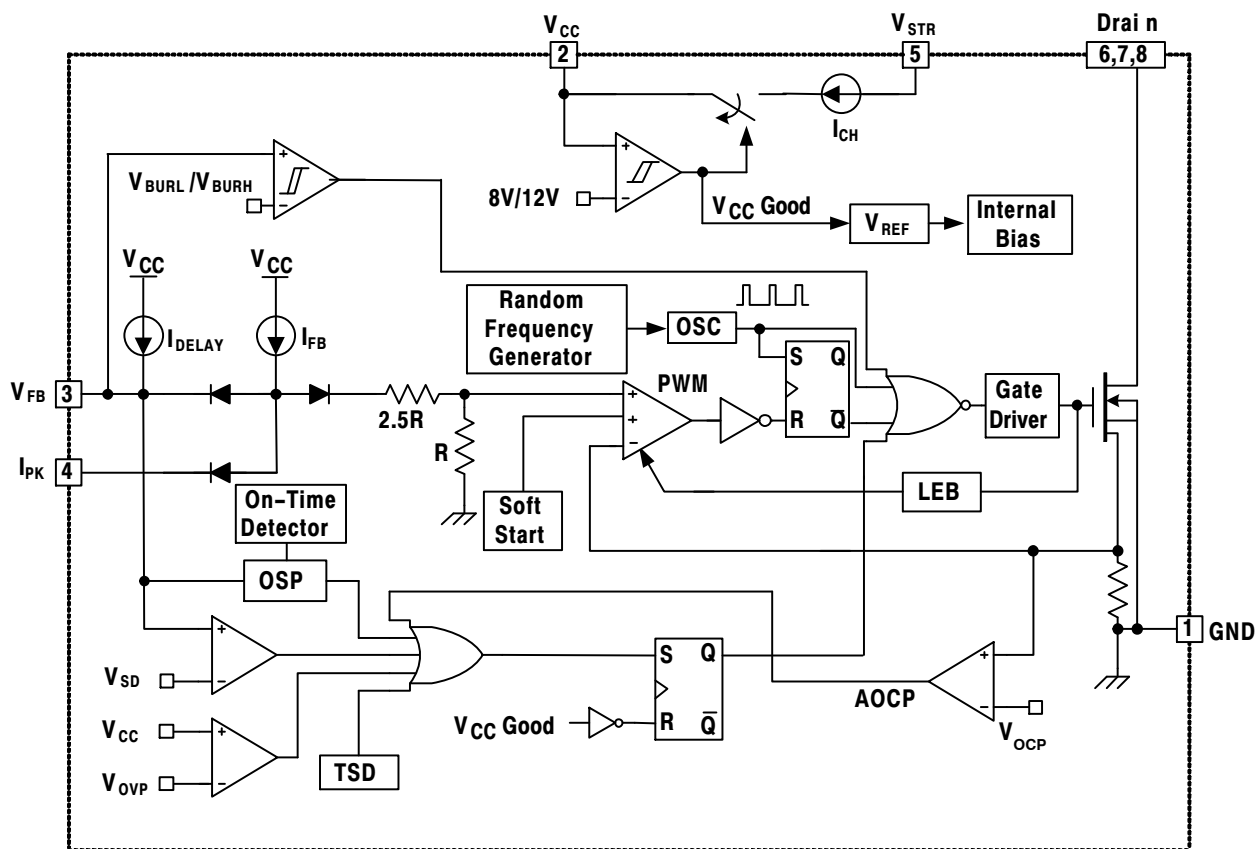 VCC
VSTR
Drai n
2
5
6,7,8
ICH
+
VBURL /VBURH
−
+
8V/12V
−
VCC Good
VREF
Internal
Bias
VCC
VCC
Random
Frequency
Generator
OSC
IDELAY
IFB
S Q
R Q̅
PWM
+
+
−
Gate
Driver
VFB 3
2.5R
R
IPK 4
LEB
Soft
Start
On−Time
Detector
OSP
+
VSD
−
VCC
+
VOVP
−
TSD
S Q
R Q̅
VCC Good
AOCP
+
−
VOCP
1 GND